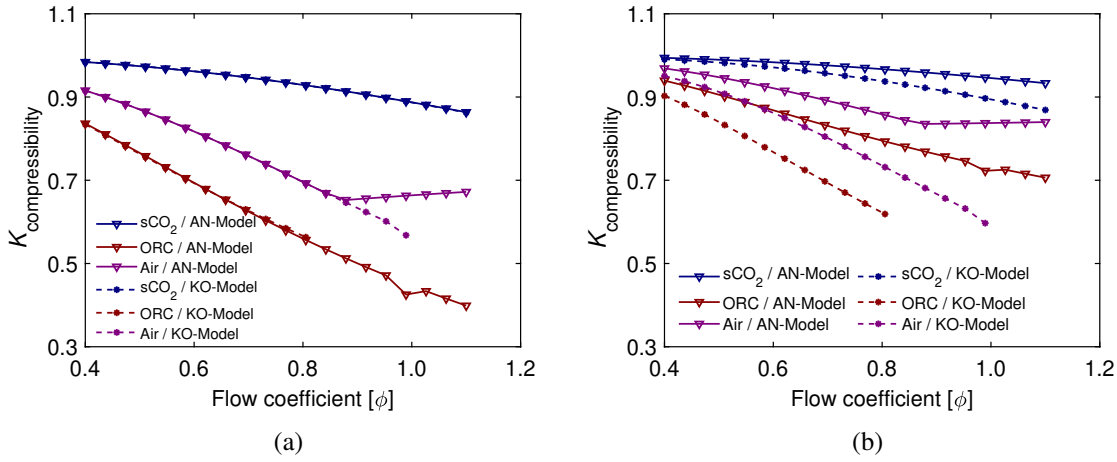 1.1
0.9
0.7
0.5
0.3
K compressibility
sCO2 / AN-Model
ORC / AN-Model
Air / AN-Model
sCO2 / KO-Model
ORC / KO-Model
Air / KO-Model
0.4 0.6 0.8 1.0 1.2
Flow coefficient [ϕ]
(a)
1.1
0.9
0.7
0.5
0.3
K compressibility
sCO2 / AN-Model sCO2 / KO-Model
ORC / AN-Model ORC / KO-Model
Air / AN-Model Air / KO-Model
0.4 0.6 0.8 1.0 1.2
Flow coefficient [ϕ]
(b)